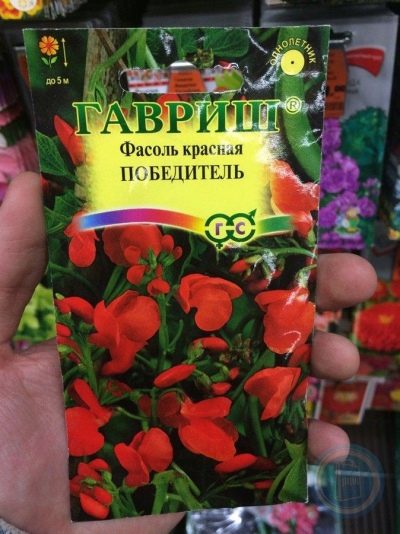 до 5 м
ОДНОЛЕТНИК
ГАВРИШ®
Фасоль красная
ПОБЕДИТЕЛЬ
ГС